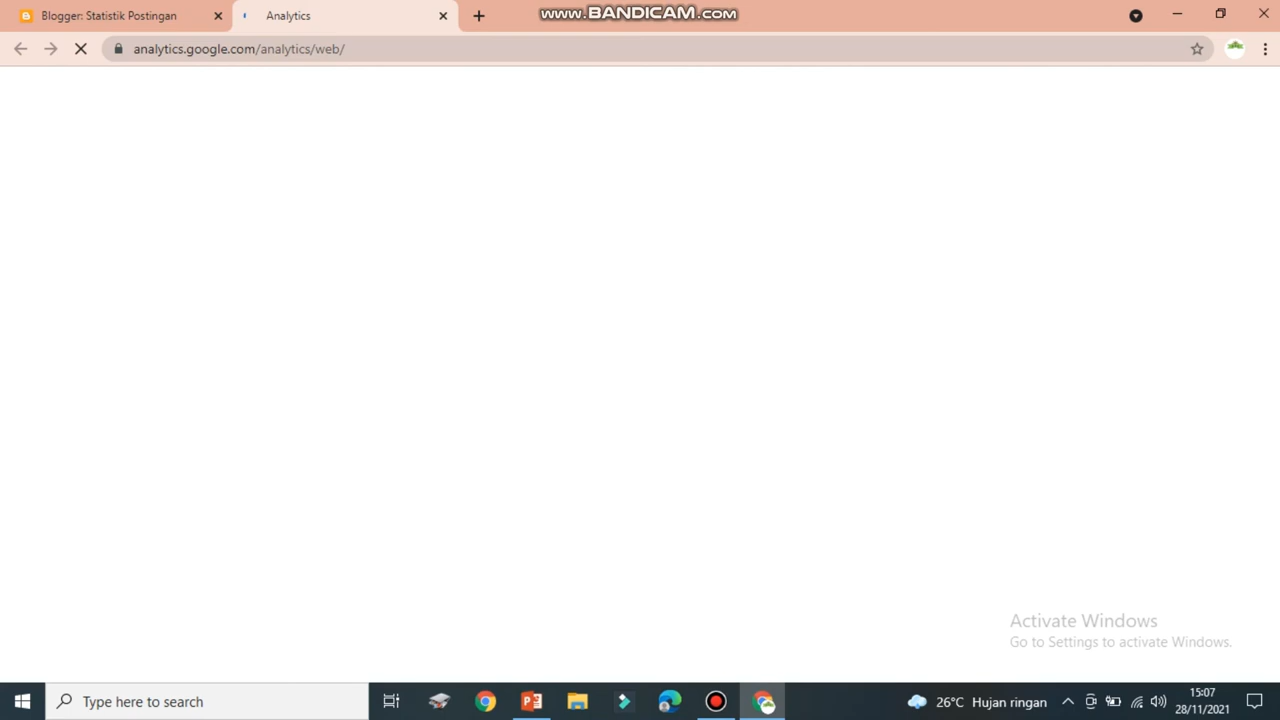 Blogger: Statistik Postingan
Analytics
www.BANDICAM.com
analytics.google.com/analytics/web/
Activate Windows
Go to Settings to activate Windows.
Type here to search
26°C Hujan ringan
15:07
28/11/2021